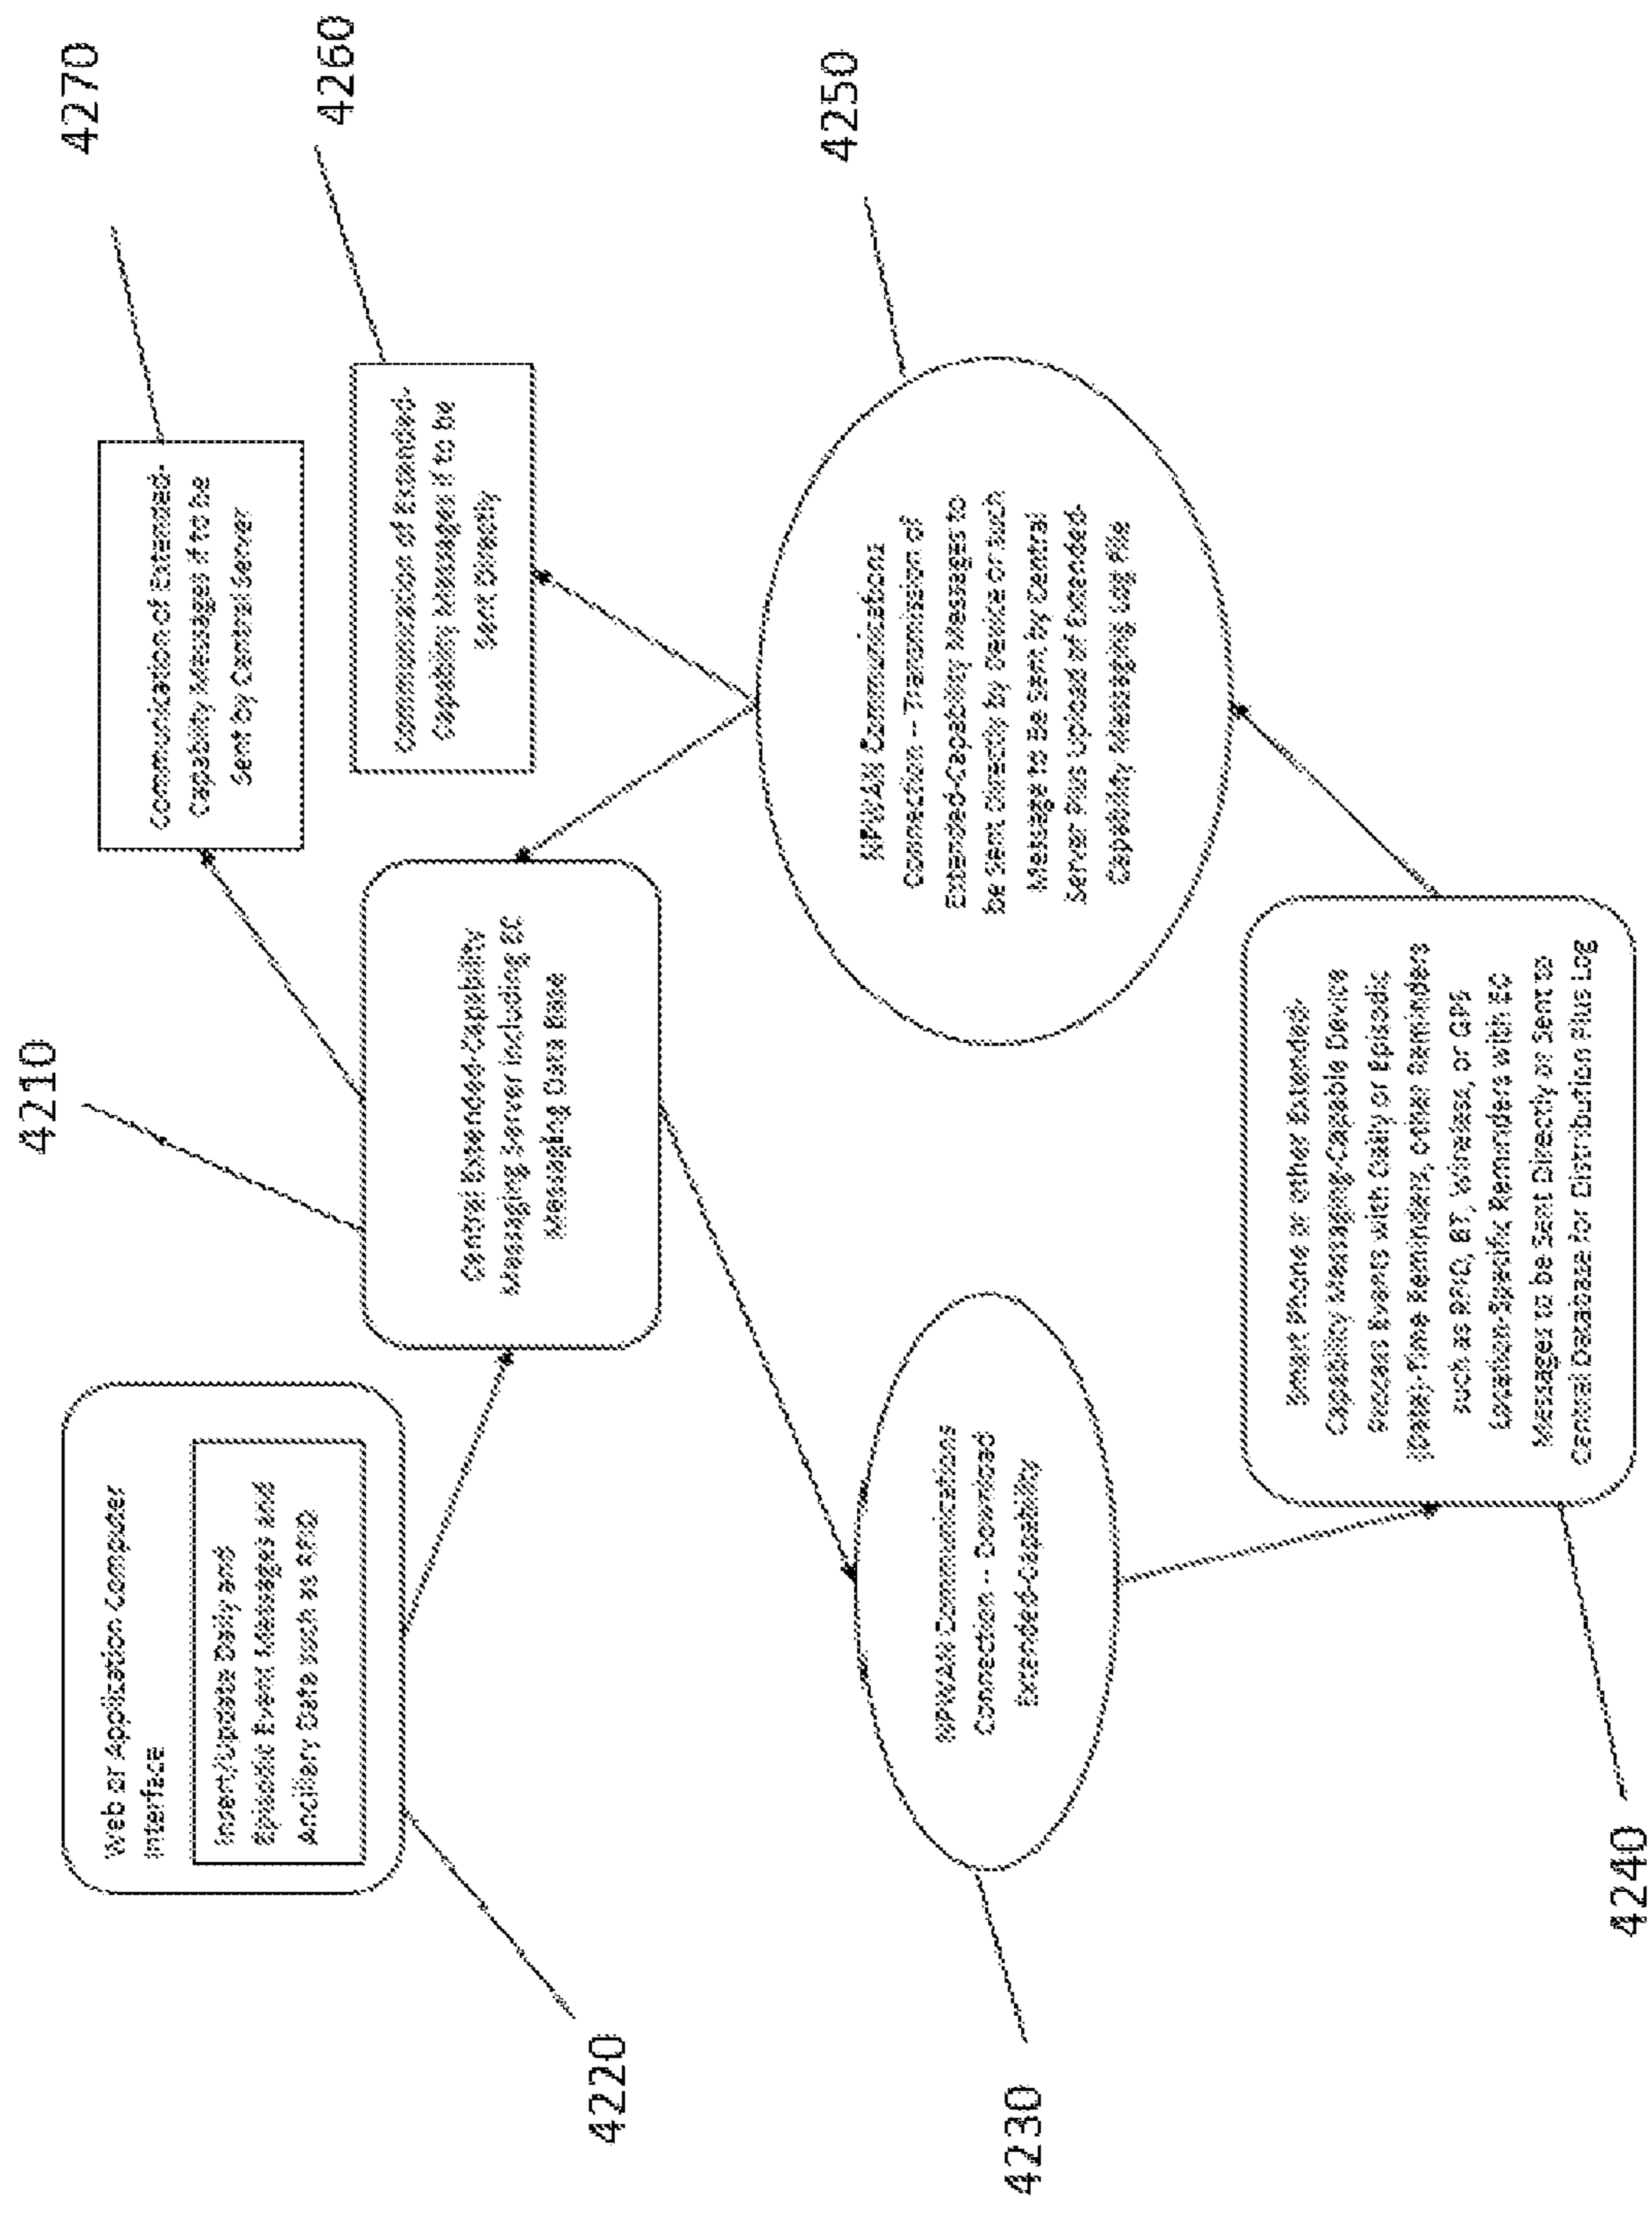 4220
Web or Application Computer
Interface
Insert/Update Daily and
Episodic Event Messages and
Ancillary Data such as RFID
4210
Central Extended-Capability
Messaging Server including EC
Messaging Data Base
4270
Communication of Extended-
Capability Messages if to be
Sent by Central Server
4260
Communication of Extended-
Capability Messages if to be
Sent Directly
4230
Communications
Connection -- Download
Extended-Capability
4250
Communications
Connection -- Transmission of
Extended-Capability Messages to
be Sent Directly by Device or such
Message to be Sent by Central
Server Plus Upload of Extended-
Capability Messaging Log File
4240
Smart Phone or other Extended-
Capability Messaging-Capable Device
Process Events with Daily or Episodic
(Date)-Time Reminders, other Reminders
such as RFID, BT, Wireless, or GPS
Location-Specific Reminders with EC
Messages to be Sent Directly or Sent to
Central Database for Distribution Plus Log